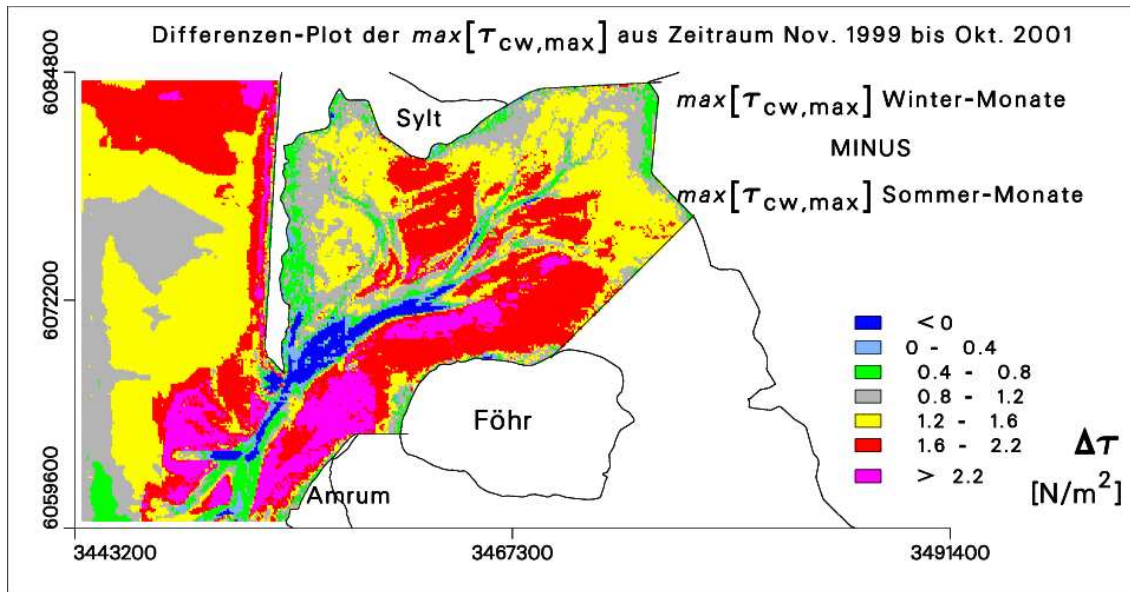 Differenzen-Plot der max[τcw,max] aus Zeitraum Nov. 1999 bis Okt. 2001
6084800
6072200
6059600
Sylt
max[τcw,max] Winter-Monate
MINUS
max[τcw,max] Sommer-Monate
Föhr
Amrum
< 0
0 - 0.4
0.4 - 0.8
0.8 - 1.2
1.2 - 1.6
1.6 - 2.2
> 2.2
Δτ
[N/m²]
3443200 3467300 3491400